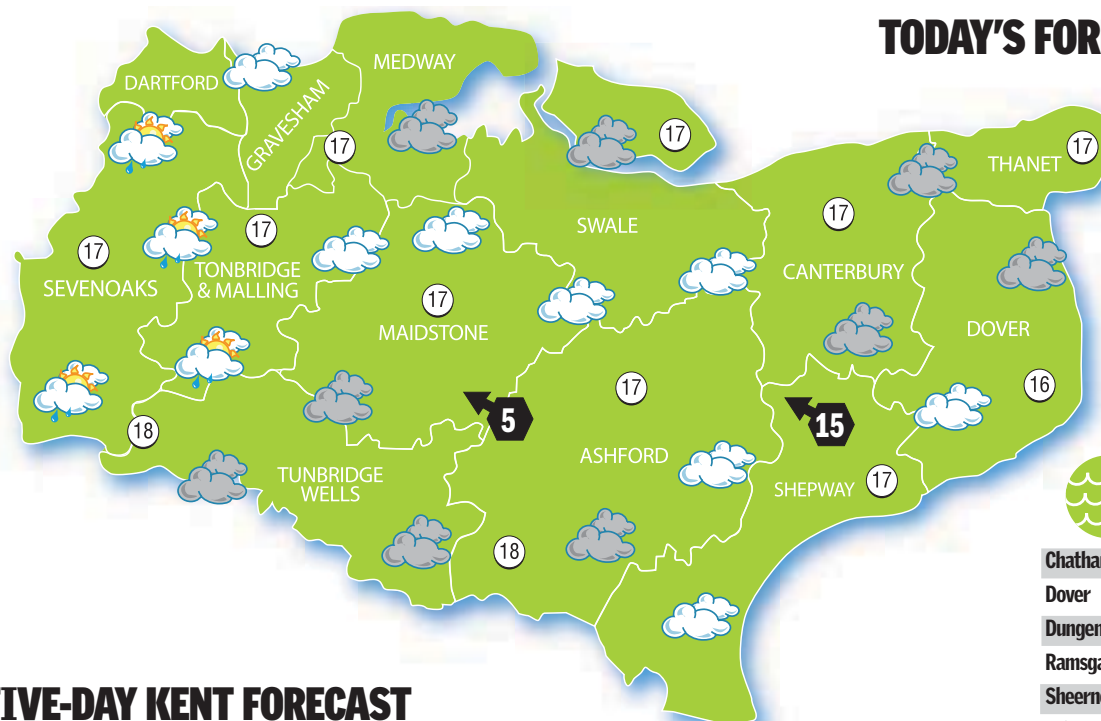 TODAY'S FOR
MEDWAY
DARTFORD
GRAVESHAM
17
17
THANET
17
17
17
SWALE
17
CANTERBURY
SEVENOAKS
TONBRIDGE
& MALLING
17
MAIDSTONE
DOVER
17
16
5
15
18
ASHFORD
TUNBRIDGE
WELLS
SHEPWAY
17
18
Chatha
Dover
Dungen
Ramsga
Sheerne
IVE-DAY KENT FORECAST